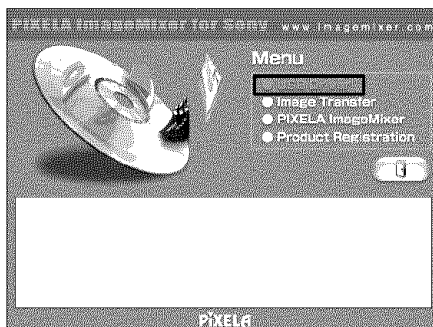 PIXELA ImageMixer for Sony www.imagemixer.com
Menu
Image Transfer
PIXELA ImageMixer
Product Registration
PIXELA